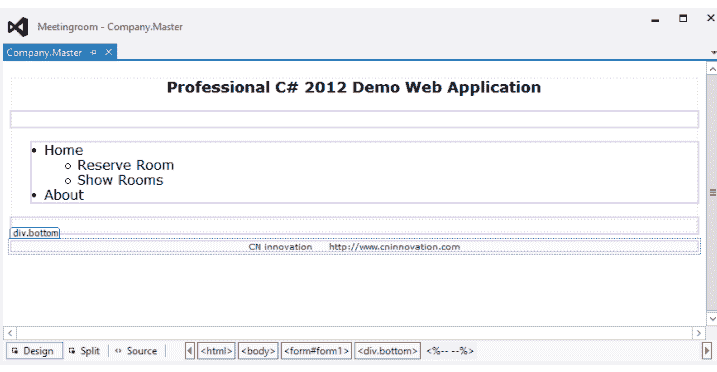 Meetingroom - Company.Master
Company.Master
Professional C# 2012 Demo Web Application
Home
Reserve Room
Show Rooms
About
div.bottom
CN innovation http://www.cninnovation.com
Design Split Source <html> <body> <form#form1> <div.bottom> <%-- --%>